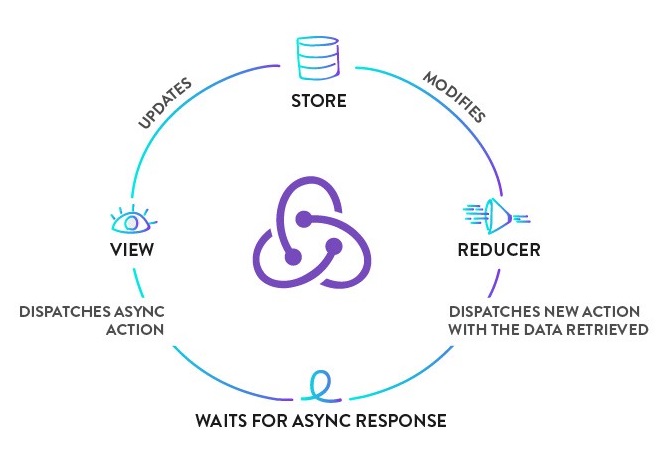 STORE
UPDATES
MODIFIES
VIEW
REDUCER
DISPATCHES ASYNC
ACTION
DISPATCHES NEW ACTION
WITH THE DATA RETRIEVED
WAITS FOR ASYNC RESPONSE